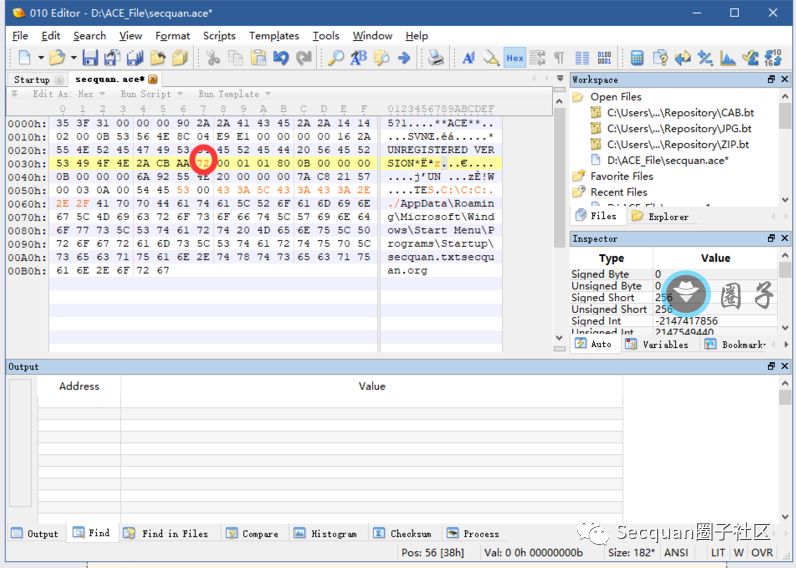 010 Editor - D:\ACE_File\secquan.ace*
File Edit Search View Format Scripts Templates Tools Window Help
Startup secquan.ace*
Edit As: Hex Run Script Run Template
0 1 2 3 4 5 6 7 8 9 A B C D E F 0123456789ABCDEF
0000h: 35 3F 31 00 00 00 90 2A 2A 41 43 45 2A 2A 14 14 5?1....**ACE**..
0010h: 02 00 0B 53 56 4E 8C 04 E9 E1 00 00 00 00 16 2A ...SVNŒ.éá.....*
0020h: 55 4E 52 45 47 49 53 45 52 45 44 20 56 45 52 UNREGISTERED VER
0030h: 53 49 4F 4E 2A CB AA 72 00 01 01 80 0B 00 00 00 SION*Ëªr...€....
0040h: 0B 00 00 00 6A 92 55 4E 20 00 00 00 7A C8 21 57 ....j'UN ...zÈ!W
0050h: 00 03 0A 00 54 45 53 00 43 3A 5C 43 3A 5C 43 3A ....TES.C:\C:C:.
0060h: 2E 2F 41 70 70 44 61 74 61 5C 52 6F 61 6D 69 6E ./AppData\Roamin
0070h: 67 5C 4D 69 63 72 6F 73 6F 66 74 5C 57 69 6E 64 g\Microsoft\Wind
0080h: 6F 77 73 5C 53 74 61 72 74 20 4D 65 6E 75 5C 50 ows\Start Menu\P
0090h: 72 6F 67 72 61 6D 73 5C 53 74 61 72 74 75 70 5C rograms\Startup\
00A0h: 73 65 63 71 75 61 6E 2E 74 78 74 73 65 63 71 75 secquan.txtsecqu
00B0h: 61 6E 2E 6F 72 67 an.org
Workspace
Open Files
C:\Users\...\Repository\CAB.bt
C:\Users\...\Repository\JPG.bt
C:\Users\...\Repository\ZIP.bt
D:\ACE_File\secquan.ace*
Favorite Files
Recent Files
Files Explorer
Inspector
Type Value
Signed Byte 0
Unsigned Byte 0
Signed Short 256
Unsigned Short 256
Signed Int -2147417856
Unsigned Int 2147549440
Auto Variables Bookmark
圈子
Output
Address Value
Output Find Find in Files Compare Histogram Checksum Process
Secquan圈子社区
Pos: 56 [38h] Val: 0 0h 00000000b Size: 182* ANSI LIT W OVR